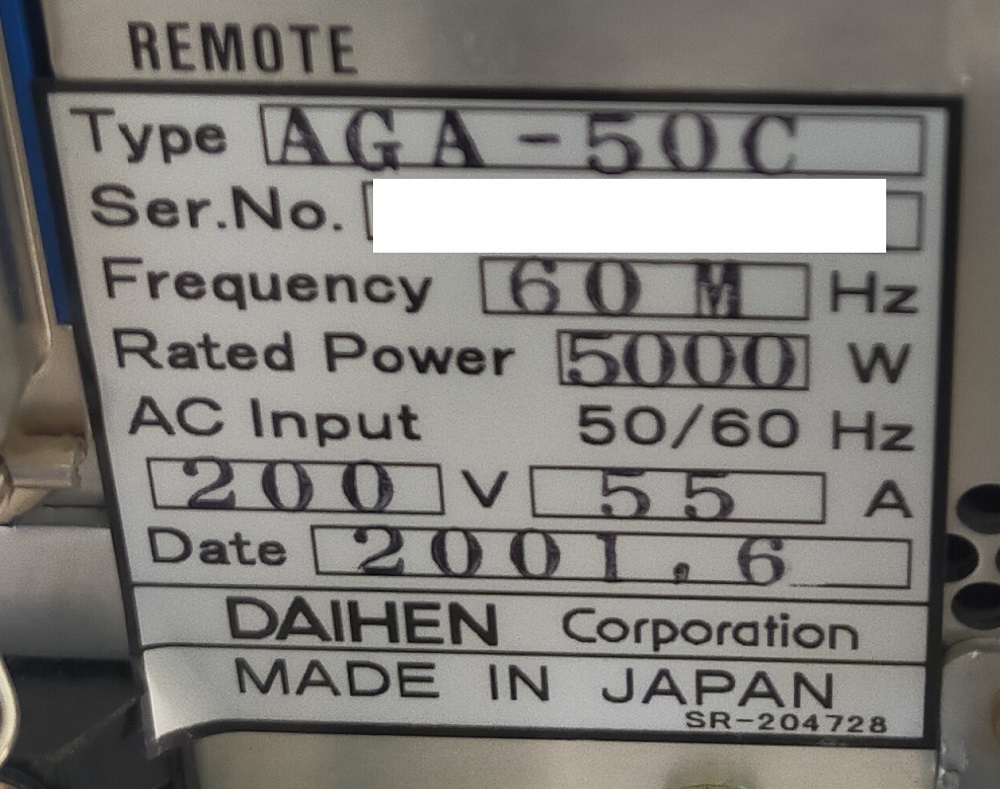 REMOTE
Type AGA-50C
Ser.No.
Frequency 60M Hz
Rated Power 5000 W
AC Input 50/60 Hz
200 V 55 A
Date 2001.6
DAIHEN Corporation
MADE IN JAPAN
SR-204728